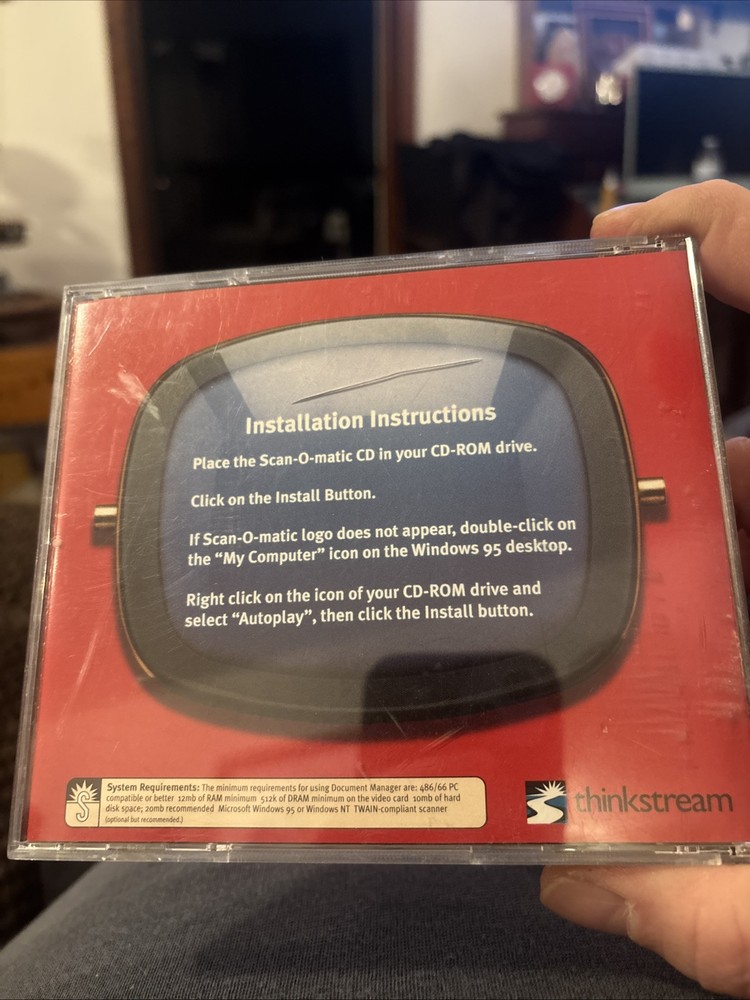 Installation Instructions
Place the Scan-O-matic CD in your CD-ROM drive.
Click on the Install Button.
If Scan-O-matic logo does not appear, double-click on
the “My Computer” icon on the Windows 95 desktop.
Right click on the icon of your CD-ROM drive and
select “Autoplay”, then click the Install button.
System Requirements: The minimum requirements for using Document Manager are: 486/66 PC
compatible or better 12mb of RAM minimum 512k of DRAM minimum on the video card 10mb of hard
disk space; 20mb recommended Microsoft Windows 95 or Windows NT TWAIN-compliant scanner
(optional but recommended.)
thinkstream